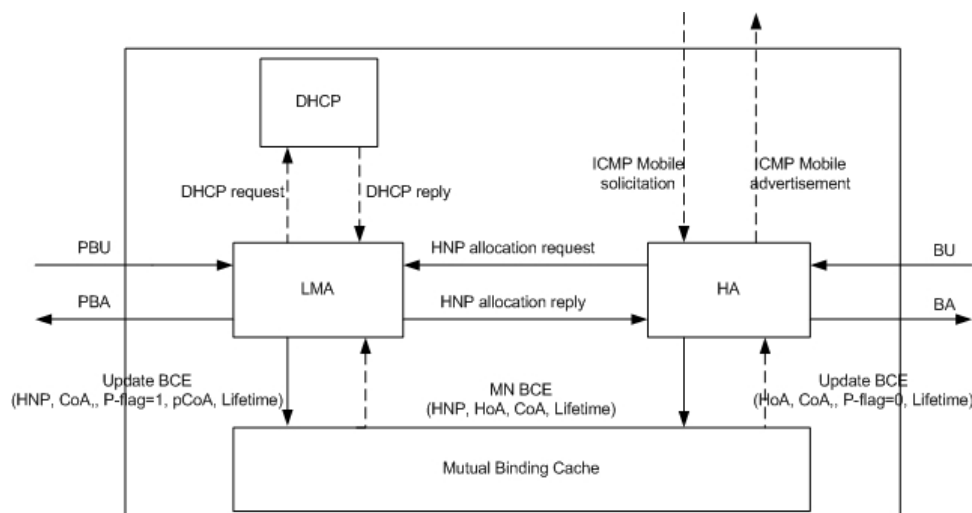 DHCP
ICMP Mobile
solicitation
ICMP Mobile
advertisement
DHCP request
DHCP reply
PBU
HNP allocation request
BU
LMA
HA
PBA
HNP allocation reply
BA
Update BCE
(HNP, CoA,, P-flag=1, pCoA, Lifetime)
MN BCE
(HNP, HoA, CoA, Lifetime)
Update BCE
(HoA, CoA,, P-flag=0, Lifetime)
Mutual Binding Cache